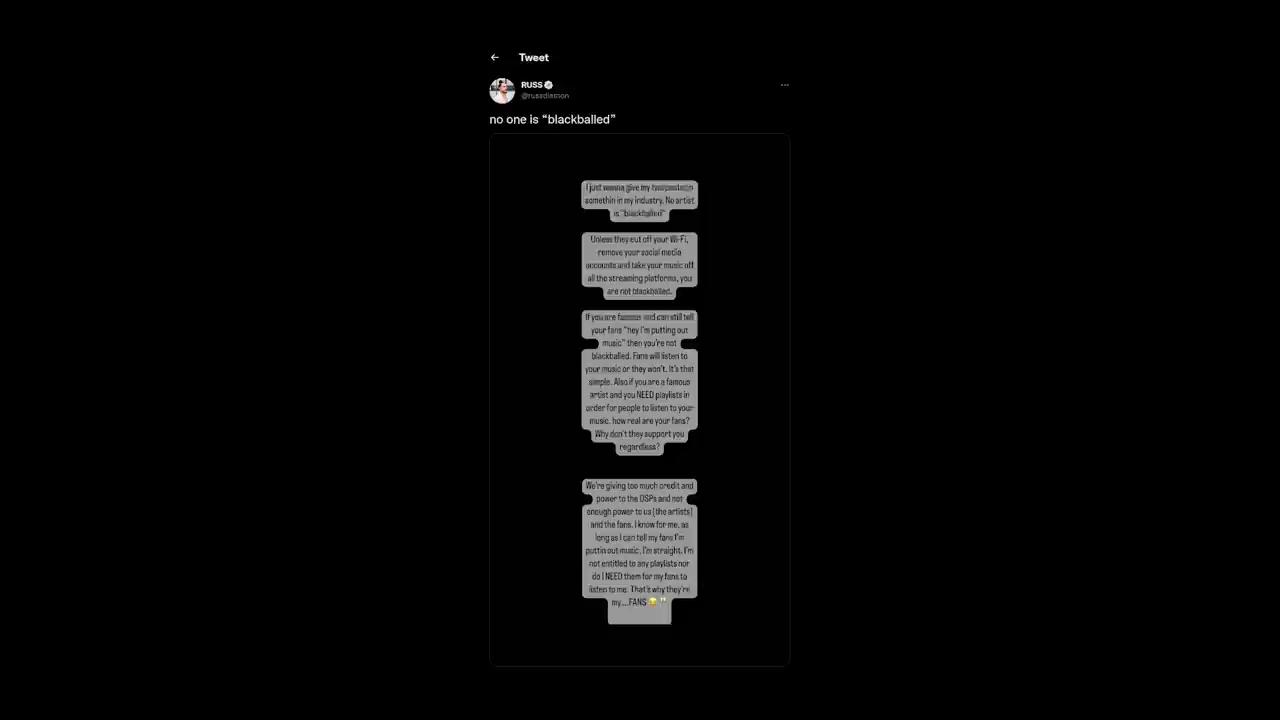 Tweet
RUSS
@russdiemon
no one is “blackballed”
I just wanna give my two cents on
somethin in my industry. No artist
is “blackballed”
Unless they cut off your Wi-Fi,
remove your social media
accounts and take your music off
all the streaming platforms, you
are not blackballed.
If you are famous and can still tell
your fans “hey I'm putting out
music” then you're not
blackballed. Fans will listen to
your music or they won't. It's that
simple. Also if you are a famous
artist and you NEED playlists in
order for people to listen to your
music, how real are your fans?
Why don't they support you
regardless?
We're giving too much credit and
power to the DSPs and not
enough power to us (the artists)
and the fans. I know for me, as
long as I can tell my fans I'm
puttin out music, I'm straight. I'm
not entitled to any playlists nor
do I NEED them for my fans to
listen to me. That's why they're
my....FANS